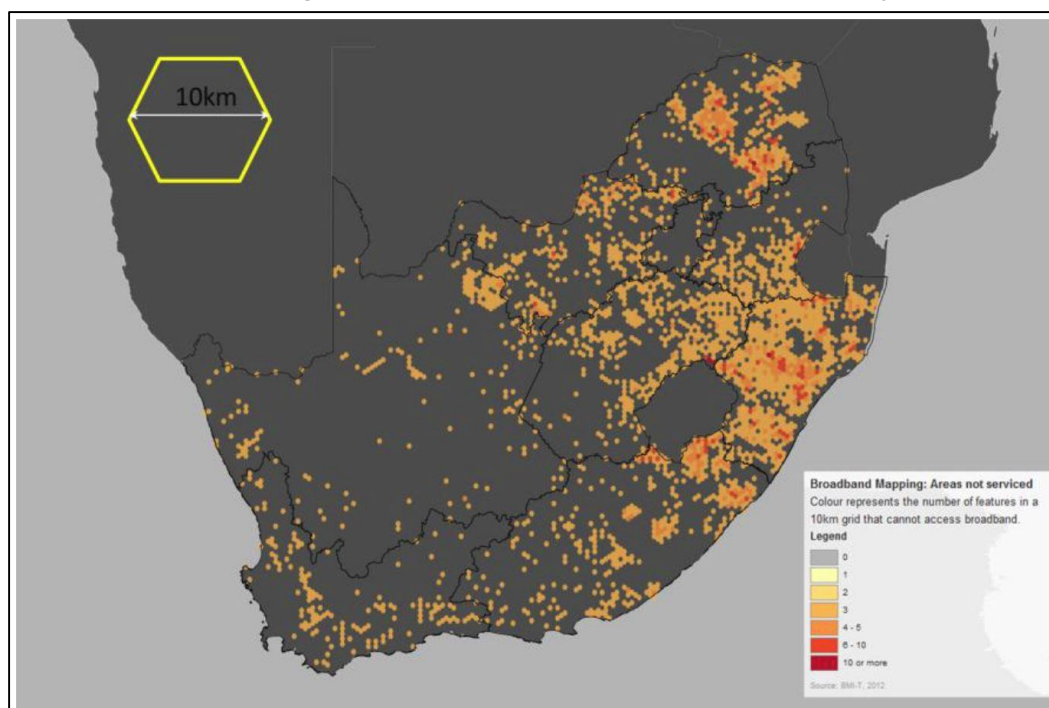 10km
Broadband Mapping: Areas not serviced
Colour represents the number of features in a
10km grid that cannot access broadband.
Legend
0
1
2
3
4 - 5
6 - 10
10 or more
Source: BMI-T, 2012